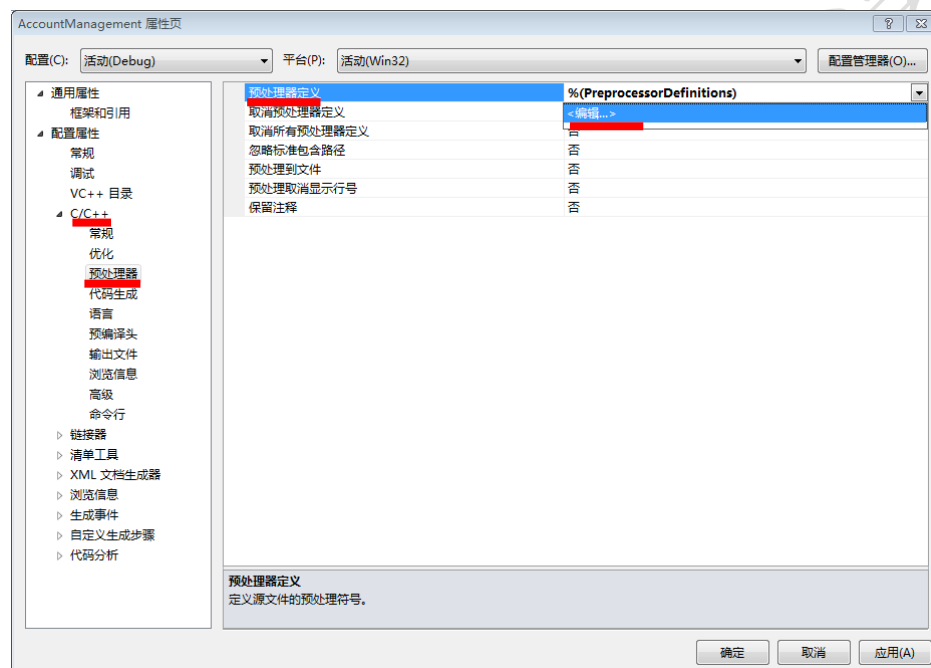 AccountManagement 属性页
配置(C): 活动(Debug) 平台(P): 活动(Win32) 配置管理器(O)...
通用属性
框架和引用
配置属性
常规
调试
VC++ 目录
C/C++
常规
优化
预处理器
代码生成
语言
预编译头
输出文件
浏览信息
高级
命令行
链接器
清单工具
XML 文档生成器
浏览信息
生成事件
自定义生成步骤
代码分析
预处理器定义 %(PreprocessorDefinitions)
取消预处理器定义 <编辑...>
取消所有预处理器定义 否
忽略标准包含路径 否
预处理到文件 否
预处理取消显示行号 否
保留注释 否
预处理器定义
定义源文件的预处理符号。
确定 取消 应用(A)